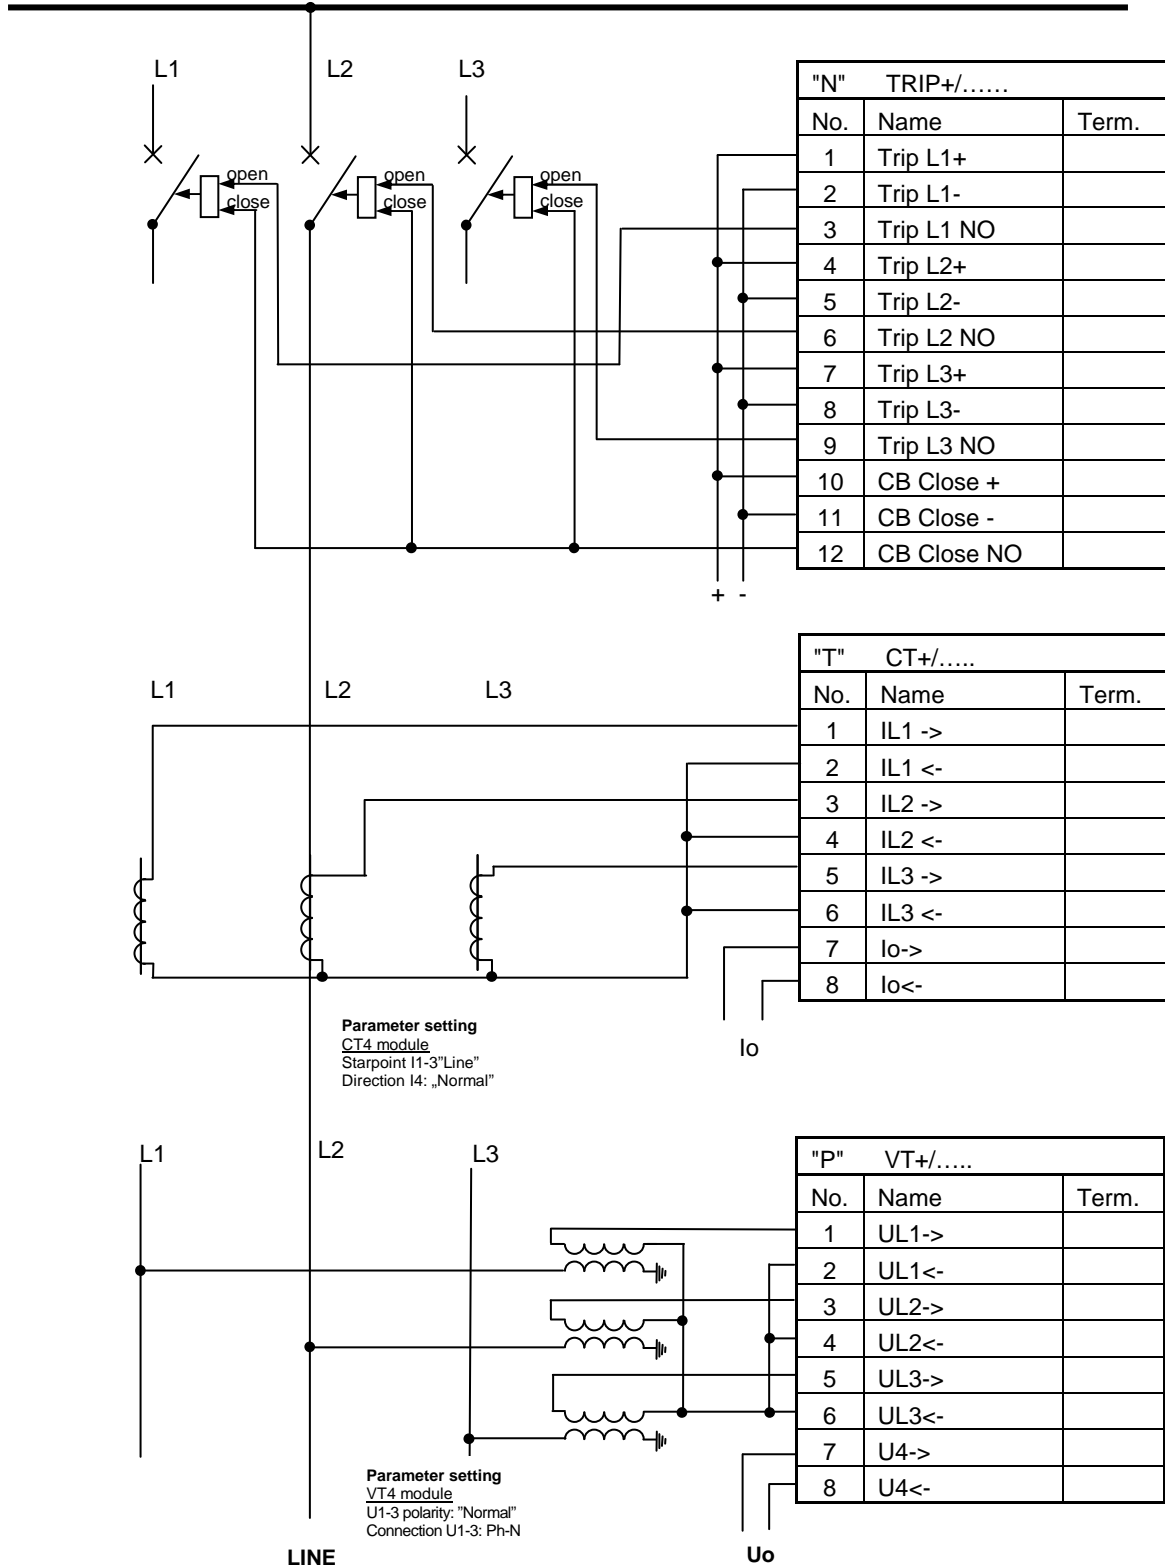 L1 L2 L3
open open open
close close close
"N" TRIP+/……
No. Name Term.
1 Trip L1+
2 Trip L1-
3 Trip L1 NO
4 Trip L2+
5 Trip L2-
6 Trip L2 NO
7 Trip L3+
8 Trip L3-
9 Trip L3 NO
10 CB Close +
11 CB Close -
12 CB Close NO
+ -
L1 L2 L3
"T" CT+/…..
No. Name Term.
1 IL1 ->
2 IL1 <-
3 IL2 ->
4 IL2 <-
5 IL3 ->
6 IL3 <-
7 Io->
8 Io<-
Io
Parameter setting
CT4 module
Starpoint I1-3”Line”
Direction I4: „Normal”
L1 L2 L3
"P" VT+/…..
No. Name Term.
1 UL1->
2 UL1<-
3 UL2->
4 UL2<-
5 UL3->
6 UL3<-
7 U4->
8 U4<-
Parameter setting
VT4 module
U1-3 polarity: ”Normal”
Connection U1-3: Ph-N
LINE
Uo